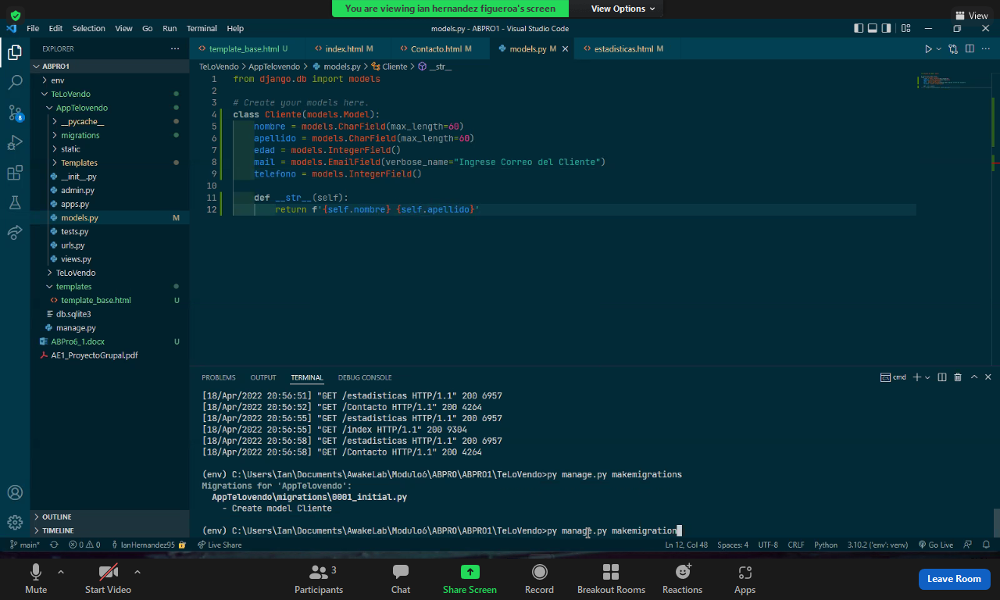 You are viewing ian hernandez figueroa's screen
View Options
View
File Edit Selection View Go Run Terminal Help
models.py - ABPRO1 - Visual Studio Code
EXPLORER
template_base.html U
index.html M
Contacto.html M
models.py M
estadisticas.html M
ABPRO1
TeLoVendo > AppTelovendo > models.py > Cliente > __str__
env
TeLoVendo
AppTelovendo
__pycache__
migrations
static
Templates
__init__.py
admin.py
apps.py
models.py M
tests.py
urls.py
views.py
TeLoVendo
templates
template_base.html U
db.sqlite3
manage.py
ABPro6_1.docx U
AE1_ProyectoGrupal.pdf
OUTLINE
TIMELINE
8
1 from django.db import models
2
3 # Create your models here.
4 class Cliente(models.Model):
5 nombre = models.CharField(max_length=60)
6 apellido = models.CharField(max_length=60)
7 edad = models.IntegerField()
8 mail = models.EmailField(verbose_name="Ingrese Correo del Cliente")
9 telefono = models.IntegerField()
10
11 def __str__(self):
12 return f'{self.nombre} {self.apellido}'
PROBLEMS OUTPUT TERMINAL DEBUG CONSOLE
cmd
[18/Apr/2022 20:56:51] "GET /estadisticas HTTP/1.1" 200 6957
[18/Apr/2022 20:56:52] "GET /Contacto HTTP/1.1" 200 4264
[18/Apr/2022 20:56:55] "GET /estadisticas HTTP/1.1" 200 6957
[18/Apr/2022 20:56:55] "GET /index HTTP/1.1" 200 9304
[18/Apr/2022 20:56:58] "GET /estadisticas HTTP/1.1" 200 6957
[18/Apr/2022 20:56:58] "GET /Contacto HTTP/1.1" 200 4264
(env) C:\Users\Ian\Documents\AwakeLab\Modulo6\ABPRO\ABPRO1\TeLoVendo>py manage.py makemigrations
Migrations for 'AppTelovendo':
AppTelovendo\migrations\0001_initial.py
- Create model Cliente
(env) C:\Users\Ian\Documents\AwakeLab\Modulo6\ABPRO\ABPRO1\TeLoVendo>py manage.py makemigration
main* 0 0 IanHernandez95 Live Share
Ln 12, Col 48 Spaces: 4 UTF-8 CRLF Python 3.10.2 ('env': venv) Go Live
3
Mute
Start Video
Participants
Chat
Share Screen
Record
Breakout Rooms
Reactions
Apps
Leave Room